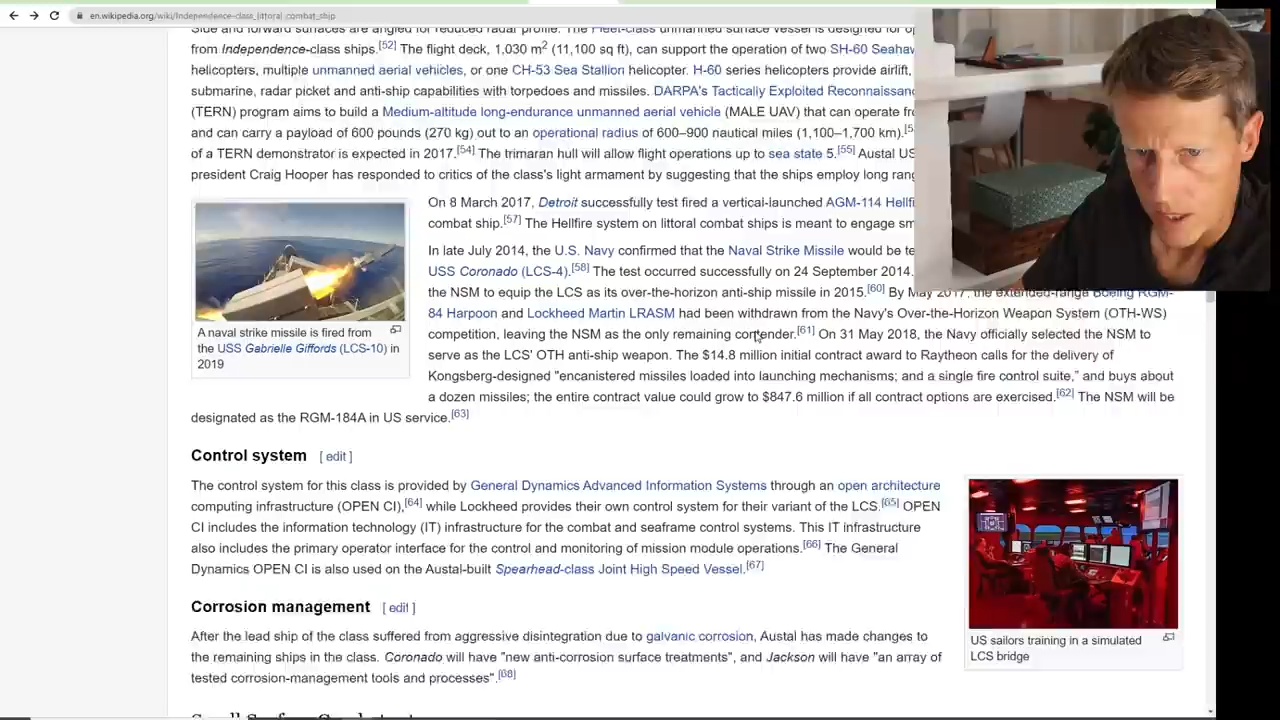 en.wikipedia.org/wiki/Independence-class_littoral_combat_ship
Side and forward surfaces are angled for reduced radar profile. The Fleet-class unmanned surface vessel is designed for op
from Independence-class ships.[52] The flight deck, 1,030 m2 (11,100 sq ft), can support the operation of two SH-60 Seahaw
helicopters, multiple unmanned aerial vehicles, or one CH-53 Sea Stallion helicopter. H-60 series helicopters provide airlift,
submarine, radar picket and anti-ship capabilities with torpedoes and missiles. DARPA's Tactically Exploited Reconnaissanc
(TERN) program aims to build a Medium-altitude long-endurance unmanned aerial vehicle (MALE UAV) that can operate fr
and can carry a payload of 600 pounds (270 kg) out to an operational radius of 600–900 nautical miles (1,100–1,700 km).[5
of a TERN demonstrator is expected in 2017.[54] The trimaran hull will allow flight operations up to sea state 5.[55] Austal US
president Craig Hooper has responded to critics of the class's light armament by suggesting that the ships employ long rang
On 8 March 2017, Detroit successfully test fired a vertical-launched AGM-114 Hellfi
combat ship.[57] The Hellfire system on littoral combat ships is meant to engage sm
In late July 2014, the U.S. Navy confirmed that the Naval Strike Missile would be te
USS Coronado (LCS-4).[58] The test occurred successfully on 24 September 2014.
the NSM to equip the LCS as its over-the-horizon anti-ship missile in 2015.[60] By May 2017, the extended-range Boeing RGM-
84 Harpoon and Lockheed Martin LRASM had been withdrawn from the Navy's Over-the-Horizon Weapon System (OTH-WS)
competition, leaving the NSM as the only remaining contender.[61] On 31 May 2018, the Navy officially selected the NSM to
serve as the LCS' OTH anti-ship weapon. The $14.8 million initial contract award to Raytheon calls for the delivery of
Kongsberg-designed "encanistered missiles loaded into launching mechanisms; and a single fire control suite," and buys about
a dozen missiles; the entire contract value could grow to $847.6 million if all contract options are exercised.[62] The NSM will be
designated as the RGM-184A in US service.[63]
A naval strike missile is fired from
the USS Gabrielle Giffords (LCS-10) in
2019
Control system [ edit ]
The control system for this class is provided by General Dynamics Advanced Information Systems through an open architecture
computing infrastructure (OPEN CI),[64] while Lockheed provides their own control system for their variant of the LCS.[65] OPEN
CI includes the information technology (IT) infrastructure for the combat and seaframe control systems. This IT infrastructure
also includes the primary operator interface for the control and monitoring of mission module operations.[66] The General
Dynamics OPEN CI is also used on the Austal-built Spearhead-class Joint High Speed Vessel.[67]
US sailors training in a simulated
LCS bridge
Corrosion management [ edit ]
After the lead ship of the class suffered from aggressive disintegration due to galvanic corrosion, Austal has made changes to
the remaining ships in the class. Coronado will have "new anti-corrosion surface treatments", and Jackson will have "an array of
tested corrosion-management tools and processes".[68]